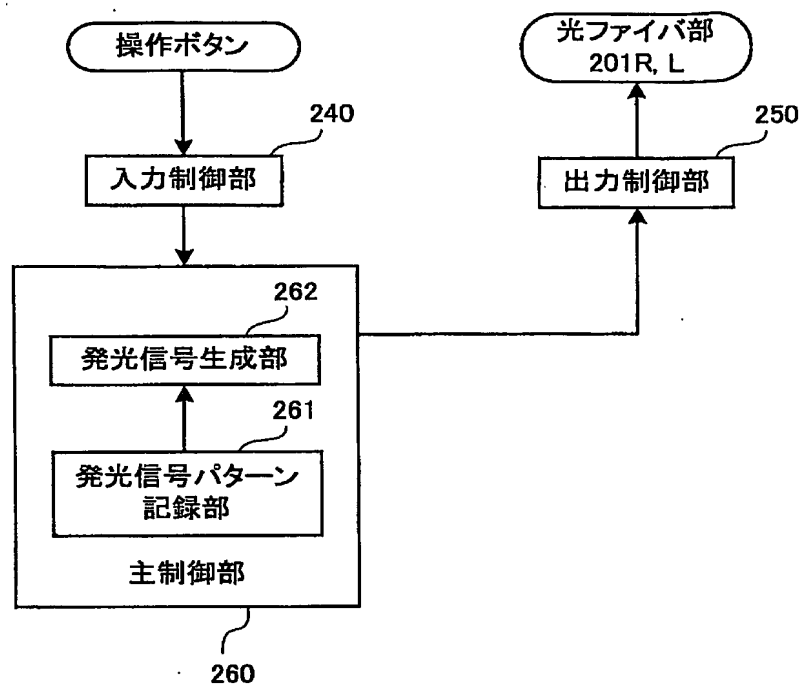 操作ボタン
光ファイバ部
201R, L
240
250
入力制御部
出力制御部
262
発光信号生成部
261
発光信号パターン
記録部
主制御部
260